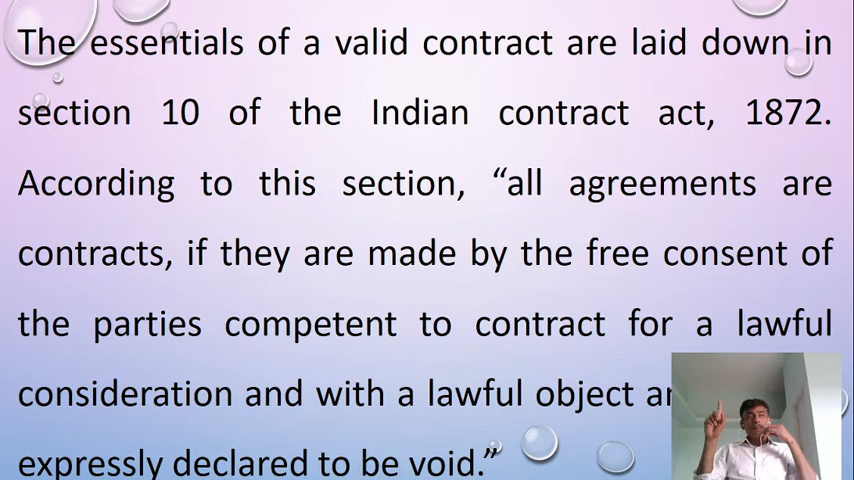 The essentials of a valid contract are laid down in
section 10 of the Indian contract act, 1872.
According to this section, “all agreements are
contracts, if they are made by the free consent of
the parties competent to contract for a lawful
consideration and with a lawful object
expressly declared to be void.”